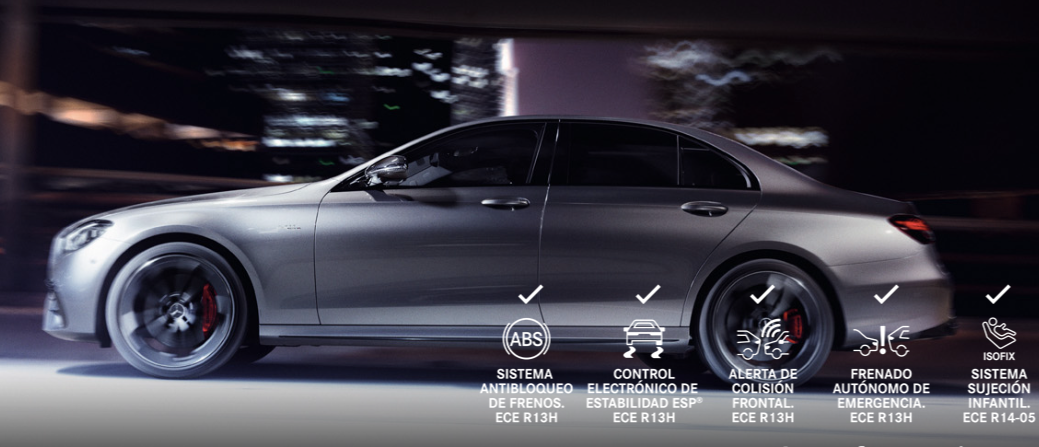 ABS
SISTEMA
ANTIBLOQUEO
DE FRENOS.
ECE R13H
CONTROL
ELECTRÓNICO DE
ESTABILIDAD ESP®
ECE R13H
ALERTA DE
COLISIÓN
FRONTAL.
ECE R13H
FRENADO
AUTÓNOMO DE
EMERGENCIA.
ECE R13H
ISOFIX
SISTEMA
SUJECIÓN
INFANTIL.
ECE R14-05